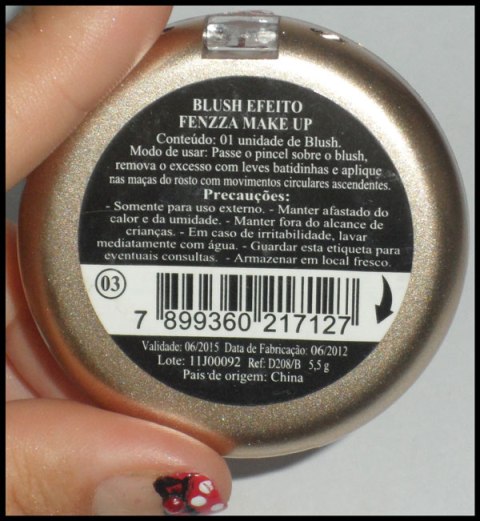 BLUSH EFEITO
FENZZA MAKE UP
Conteúdo: 01 unidade de Blush.
Modo de usar: Passe o pincel sobre o blush,
remova o excesso com leves batidinhas e aplique
nas maças do rosto com movimentos circulares ascendentes.
Precauções:
- Somente para uso externo. - Manter afastado do
calor e da umidade. - Manter fora do alcance de
crianças. - Em caso de irritabilidade, lavar
mediatamente com água. - Guardar esta etiqueta para
eventuais consultas. - Armazenar em local fresco.
03
7 899360 217127
Validade: 06/2015 Data de Fabricação: 06/2012
Lote: 11J00092 Ref: D208/B 5,5 g
País de origem: China